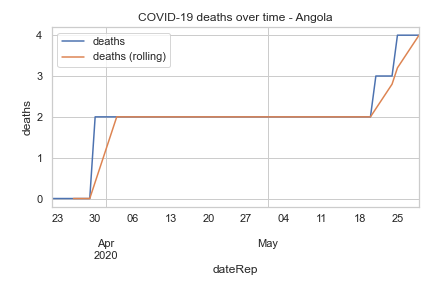 COVID-19 deaths over time - Angola
deaths
deaths (rolling)
4
3
2
1
0
deaths
23 30 06 13 20 27 04 11 18 25
Apr May
2020
dateRep